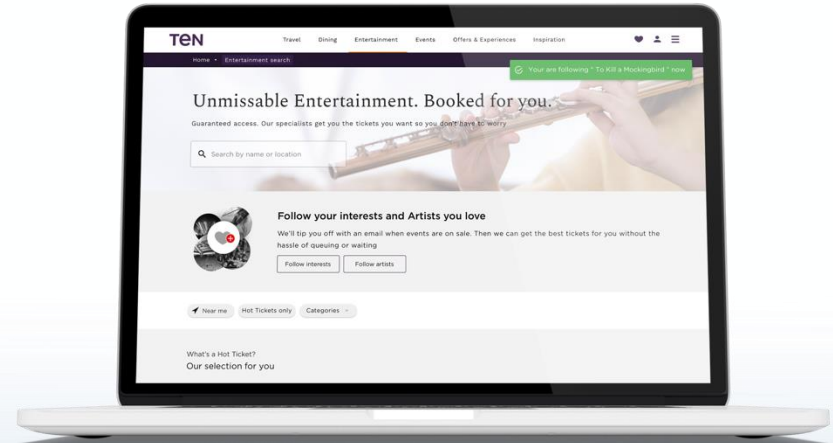 TEN
Travel Dining Entertainment Events Offers & Experiences Inspiration
Home • Entertainment search
Your are following " To Kill a Mockingbird " now
Unmissable Entertainment. Booked for you.
Guaranteed access. Our specialists get you the tickets you want so you don't have to worry
Search by name or location
Follow your interests and Artists you love
We'll tip you off with an email when events are on sale. Then we can get the best tickets for you without the
hassle of queuing or waiting
Follow interests Follow artists
Near me Hot Tickets only Categories
What's a Hot Ticket?
Our selection for you